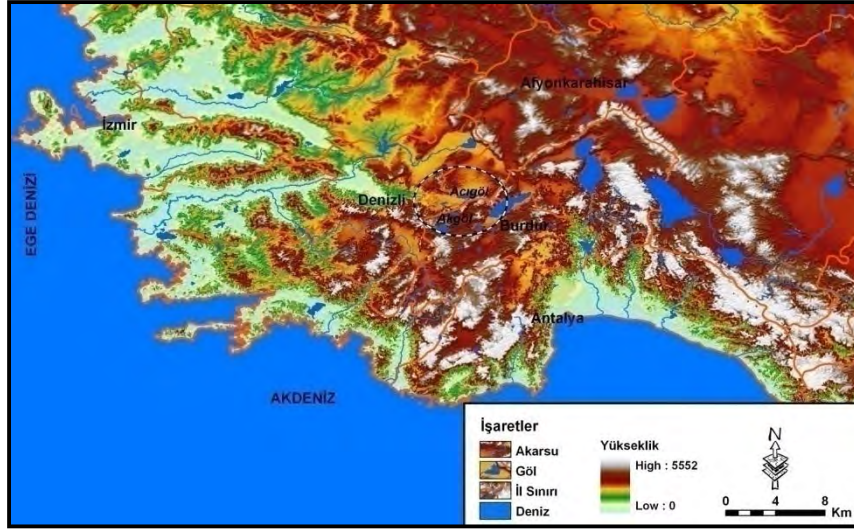 Afyonkarahisar
İzmir
Acıgöl
Denizli
Akgöl
Burdur
EGE DENİZİ
Antalya
AKDENİZ
İşaretler
Akarsu
Göl
İl Sınırı
Deniz
Yükseklik
High : 5552
Low : 0
N
0 4 8
Km